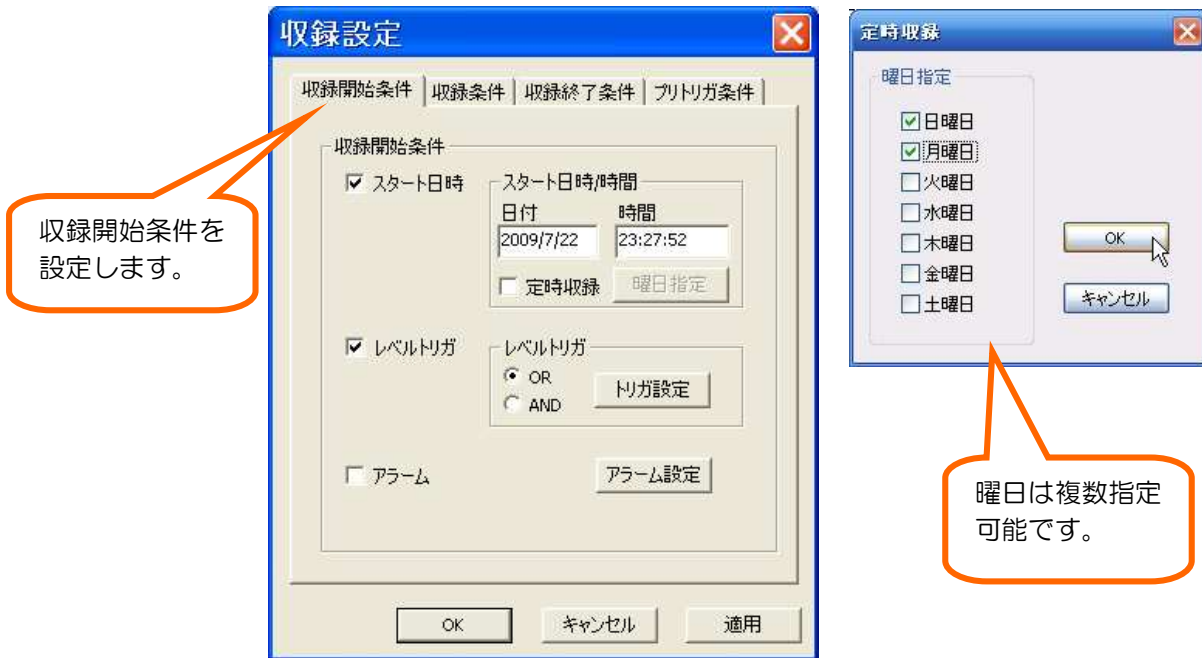 収録設定
収録開始条件 収録条件 収録終了条件 プリトリガ条件
収録開始条件
スタート日時
スタート日時/時間
日付 時間
2009/7/22 23:27:52
定時収録 曜日指定
レベルトリガ
レベルトリガ
OR
AND
トリガ設定
アラーム
アラーム設定
OK キャンセル 適用
収録開始条件を
設定します。
定時収録
曜日指定
日曜日
月曜日
火曜日
水曜日
木曜日
金曜日
土曜日
OK
キャンセル
曜日は複数指定
可能です。